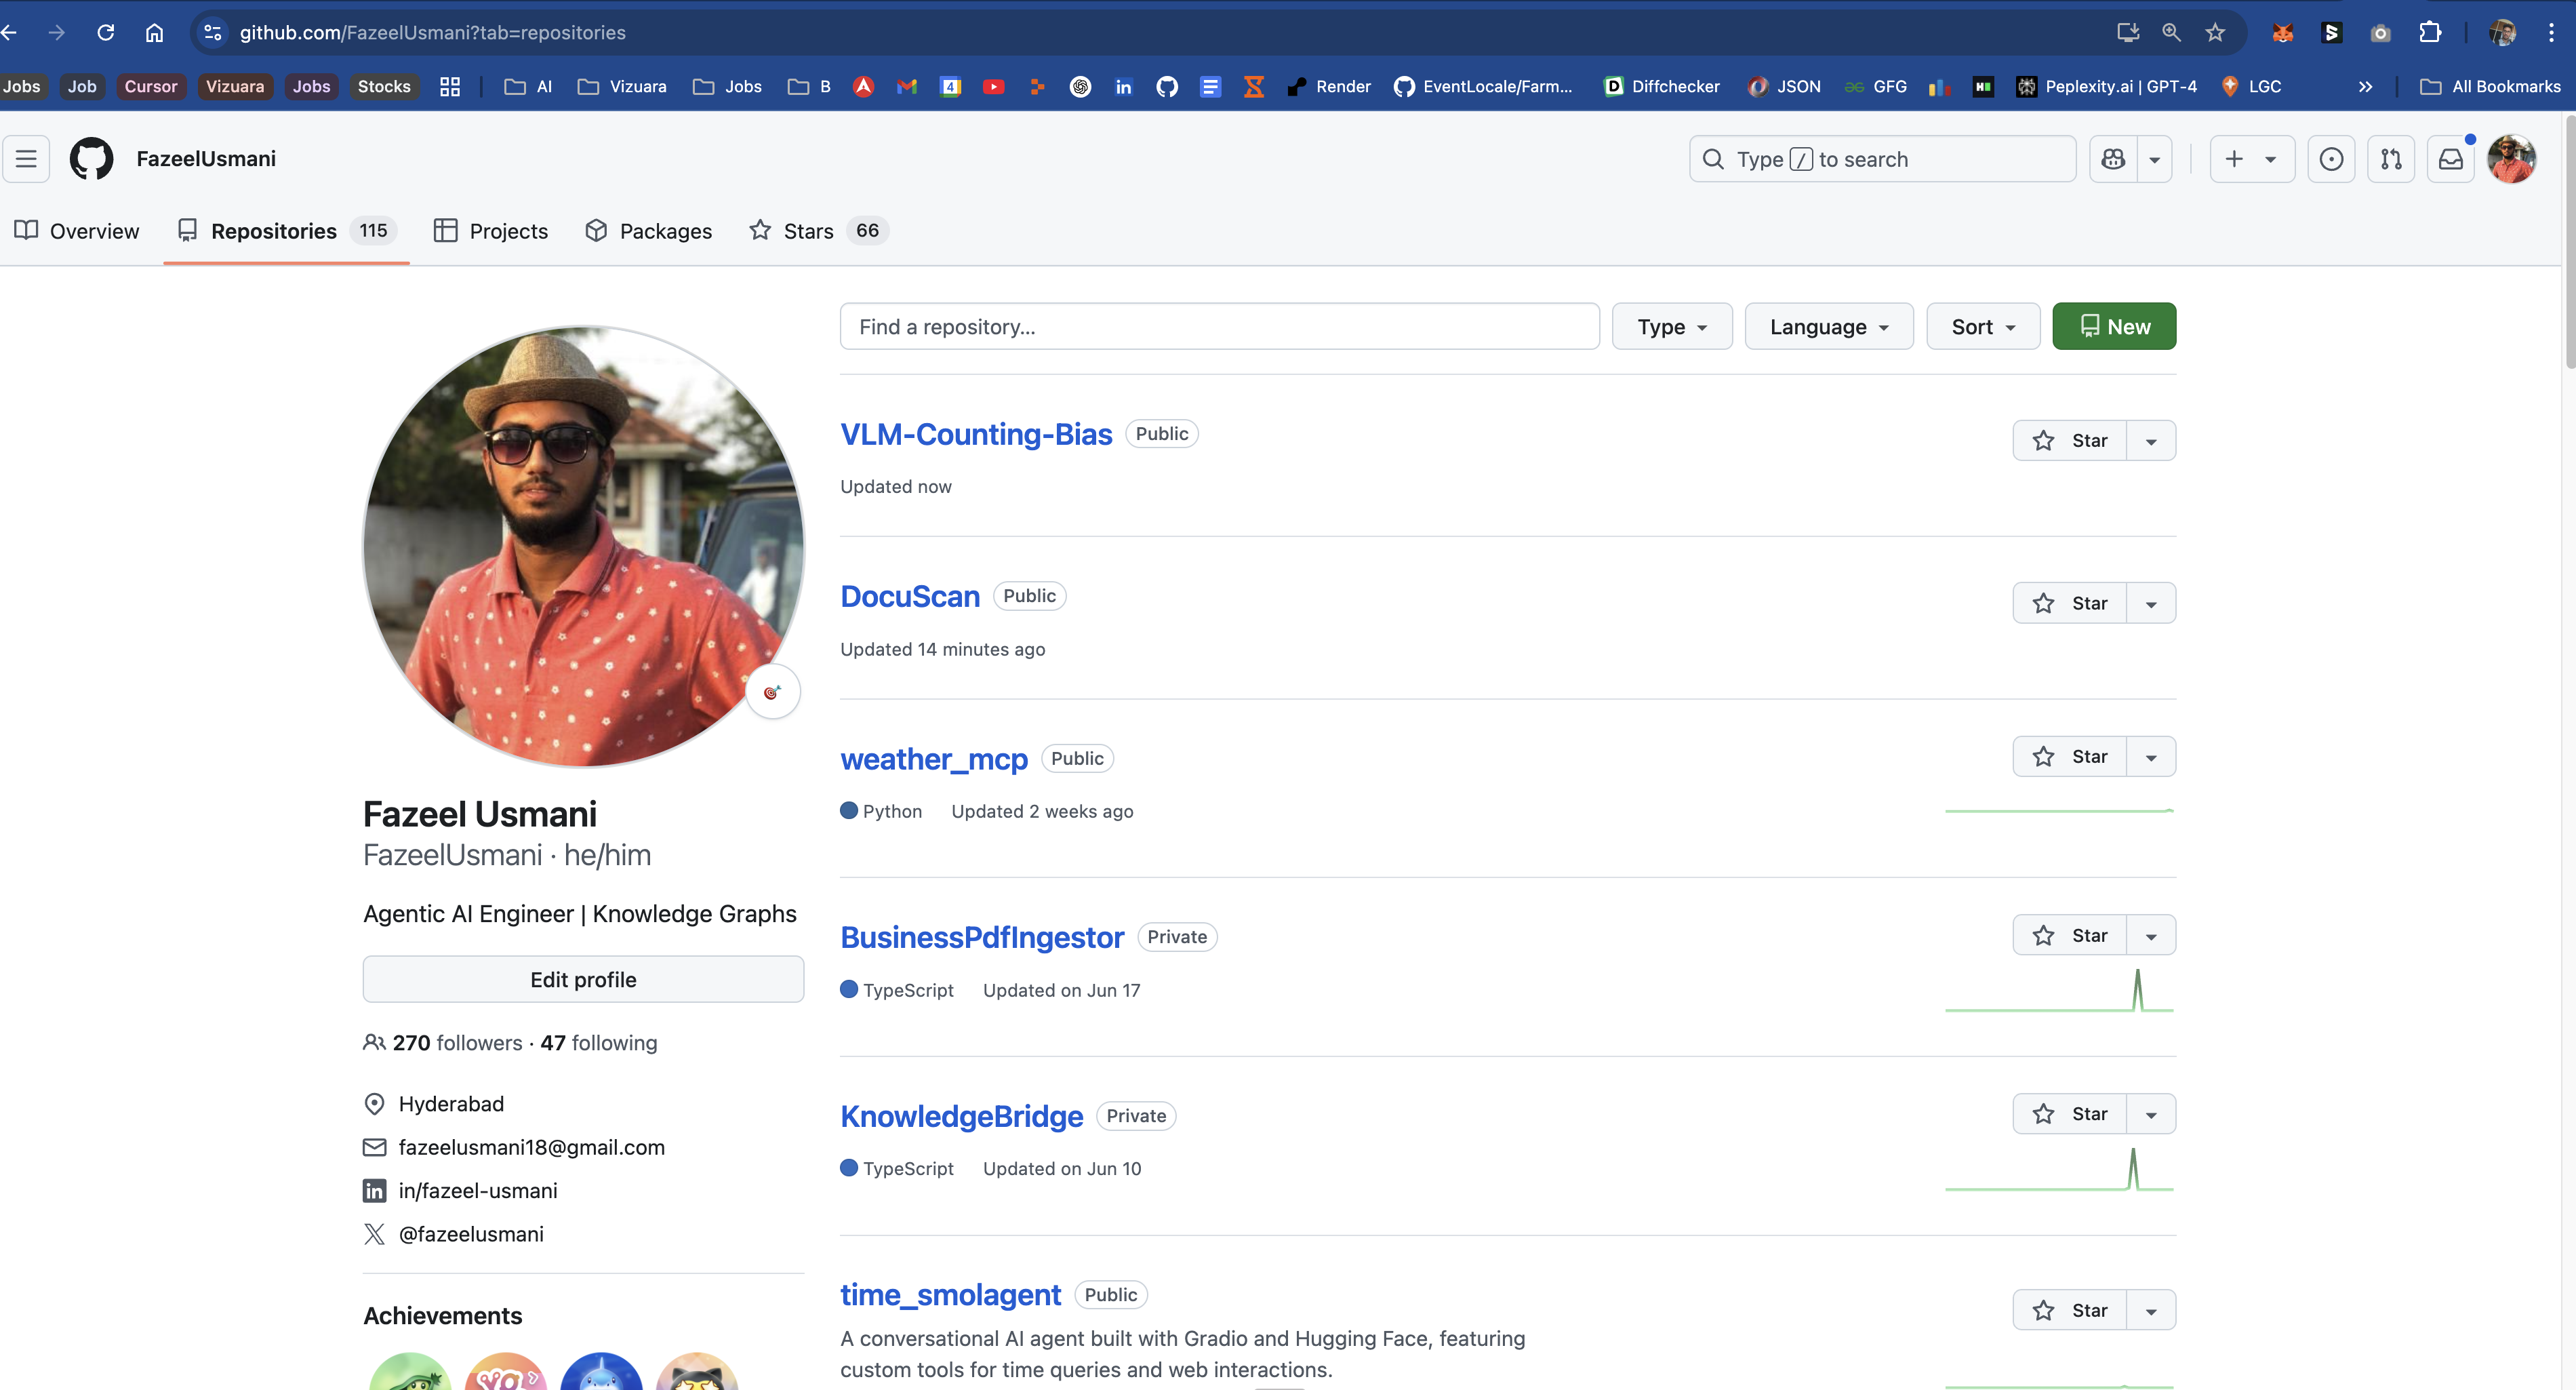 github.com/FazeelUsmani?tab=repositories
Jobs Job Cursor Vizuara Jobs Stocks AI Vizuara Jobs B 4 in Render EventLocale/Farm... D Diffchecker JSON GFG H Peplexity.ai | GPT-4 LGC All Bookmarks
FazeelUsmani Type / to search
Overview Repositories 115 Projects Packages Stars 66
Find a repository... Type Language Sort New
VLM-Counting-Bias Public Star
Updated now
DocuScan Public Star
Updated 14 minutes ago
weather_mcp Public Star
Python Updated 2 weeks ago
Fazeel Usmani
FazeelUsmani · he/him
Agentic AI Engineer | Knowledge Graphs
Edit profile
270 followers · 47 following
Hyderabad
fazeelusmani18@gmail.com
in in/fazeel-usmani
@fazeelusmani
Achievements
BusinessPdfIngestor Private Star
TypeScript Updated on Jun 17
KnowledgeBridge Private Star
TypeScript Updated on Jun 10
time_smolagent Public Star
A conversational AI agent built with Gradio and Hugging Face, featuring
custom tools for time queries and web interactions.